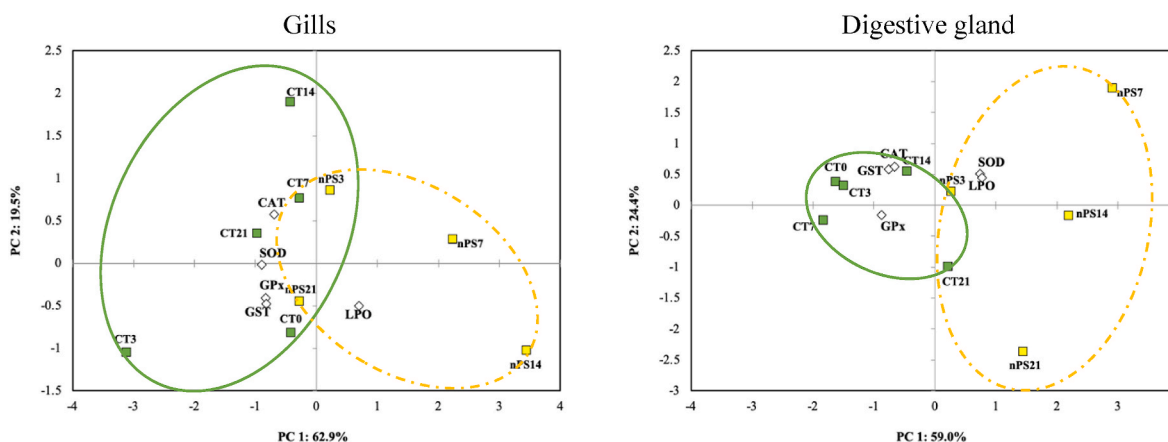 Gills
Digestive gland
2.5
2
1.5
1
0.5
0
-0.5
-1
-1.5
PC 2: 19.5%
CT14
CT7
nPS3
CAT
CT21
nPS7
SOD
GPx
nPS21
GST
LPO
CT0
CT3
nPS14
-4 -3 -2 -1 0 1 2 3 4
PC 1: 62.9%
2.5
2
1.5
1
0.5
0
-0.5
-1
-1.5
-2
-2.5
-3
PC 2: 24.4%
nPS7
CAT
CT14
SOD
CT0
GST
nPS3
LPO
CT3
nPS14
CT7
GPx
CT21
nPS21
-4 -3 -2 -1 0 1 2 3
PC 1: 59.0%